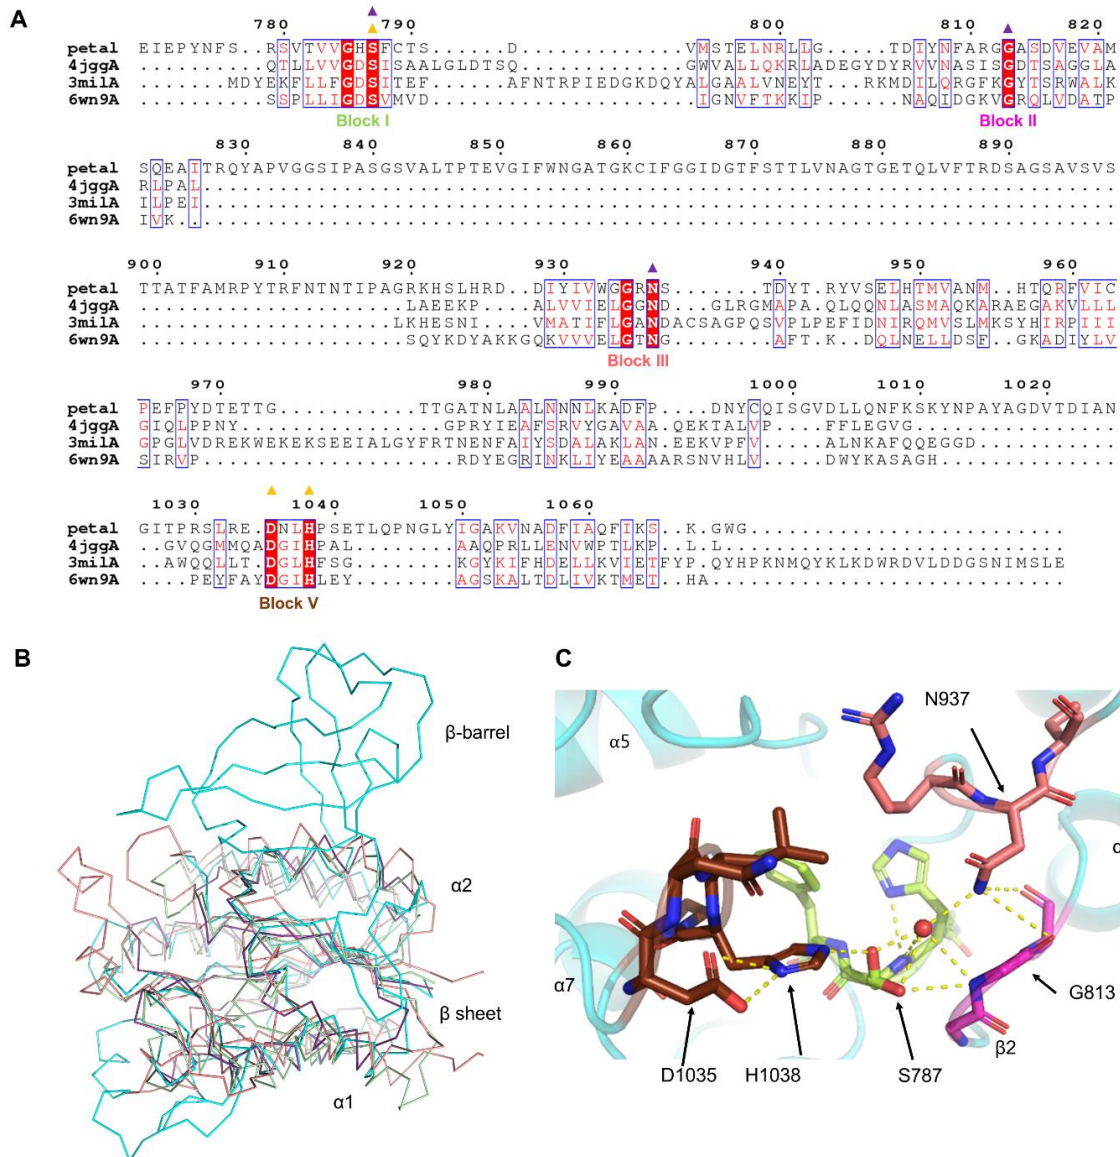 A
780 790 800 810 820
petal EIEPYNFS..RSVTVVGHSFCTS......D.............VMSTELNRLLG.....TDIYNFARGGASDVEVAM
4jggA ..........QTLLVVGDSISAALGLDTSQ.............GWVALLQKRLADEGYDYRVVNASISGDTSAGGLA
3milA .......MDYEKFLLFGDSITEF......AFNTRPIEDGKDQYALGAALVNEYT...RKMDILQRGFKGYTSRWALK
6wn9A ..........SSPLLIGDSVMVD....................IGNVFTKKIP.......NAQIDGKVGRQLVDATP
Block I Block II
830 840 850 860 870 880 890
petal SQEAITRQYAPVGGSIPASGSVALTPTEVGIFWNGATGKCIFGGIDGTFSTTLVNAGTGETQLVFTRDSAGSAVSVS
4jggA RLPAL........................................................................
3milA ILPEI........................................................................
6wn9A IVK..........................................................................
900 910 920 930 940 950 960
petal TTATFAMRPYTRFNTNTIPAGRKHSLHRD..DIYIVWGGRNS.......TDYT.RYVSELHTMVANM..HTQRFVIC
4jggA .....................LAEEKP....ALVVIELGGND....GLRGMPA.QLQQNLASMAQKARAEGAKVLLL
3milA ....................LKHESNI....VMATIFLGANDACSAGPQSVPLPEFIDNIRQMVSLMKSYHIRPIII
6wn9A .....................SQYKDYAKKGQKVVVELGTNG.......AFT.K...DQLNELLDSF..GKADIYLV
Block III
970 980 990 1000 1010 1020
petal PEFPYDTETTG...........TTGATNLAALNNNLKADFP....DNYCQISGVDLLQNFKSKYNPAYAGDVTDIAN
4jggA GIQLPPNY................GPRYIEAFSRVYGAVAA.QEKTALVP....FFLEGVG................
3milA GPGLVDREKWEKEKSEEIALGYFRTNENFAIYSDALAKLAN.EEKVPFV.....ALNKAFQQEGGD...........
6wn9A SIRVP....................RDYEGRINKLIYEAAAARSNVHLV.....DWYKASAGH..............
1030 1040 1050 1060
petal GITPRSLRE.DNLHPSETLQPNGLYIGAKVNADFIAQFIKS..K.GWG.............................
4jggA ..GVQGMMQADGIHPAL........AAQPRLLENVWPTLKP..L.L...............................
3milA ..AWQQLLT.DGLHFSG........KGYKIFHDELLKVIETFYP.QYHPKNMQYKLKDWRDVLDDGSNIMSLE
6wn9A ....PEYFAYDGIHLEY........AGSKALTDLIVKTMET..HA................................
Block V
B
β-barrel
α2
β sheet
α1
C
N937
α5
α
α7
G813
β2
D1035 H1038 S787